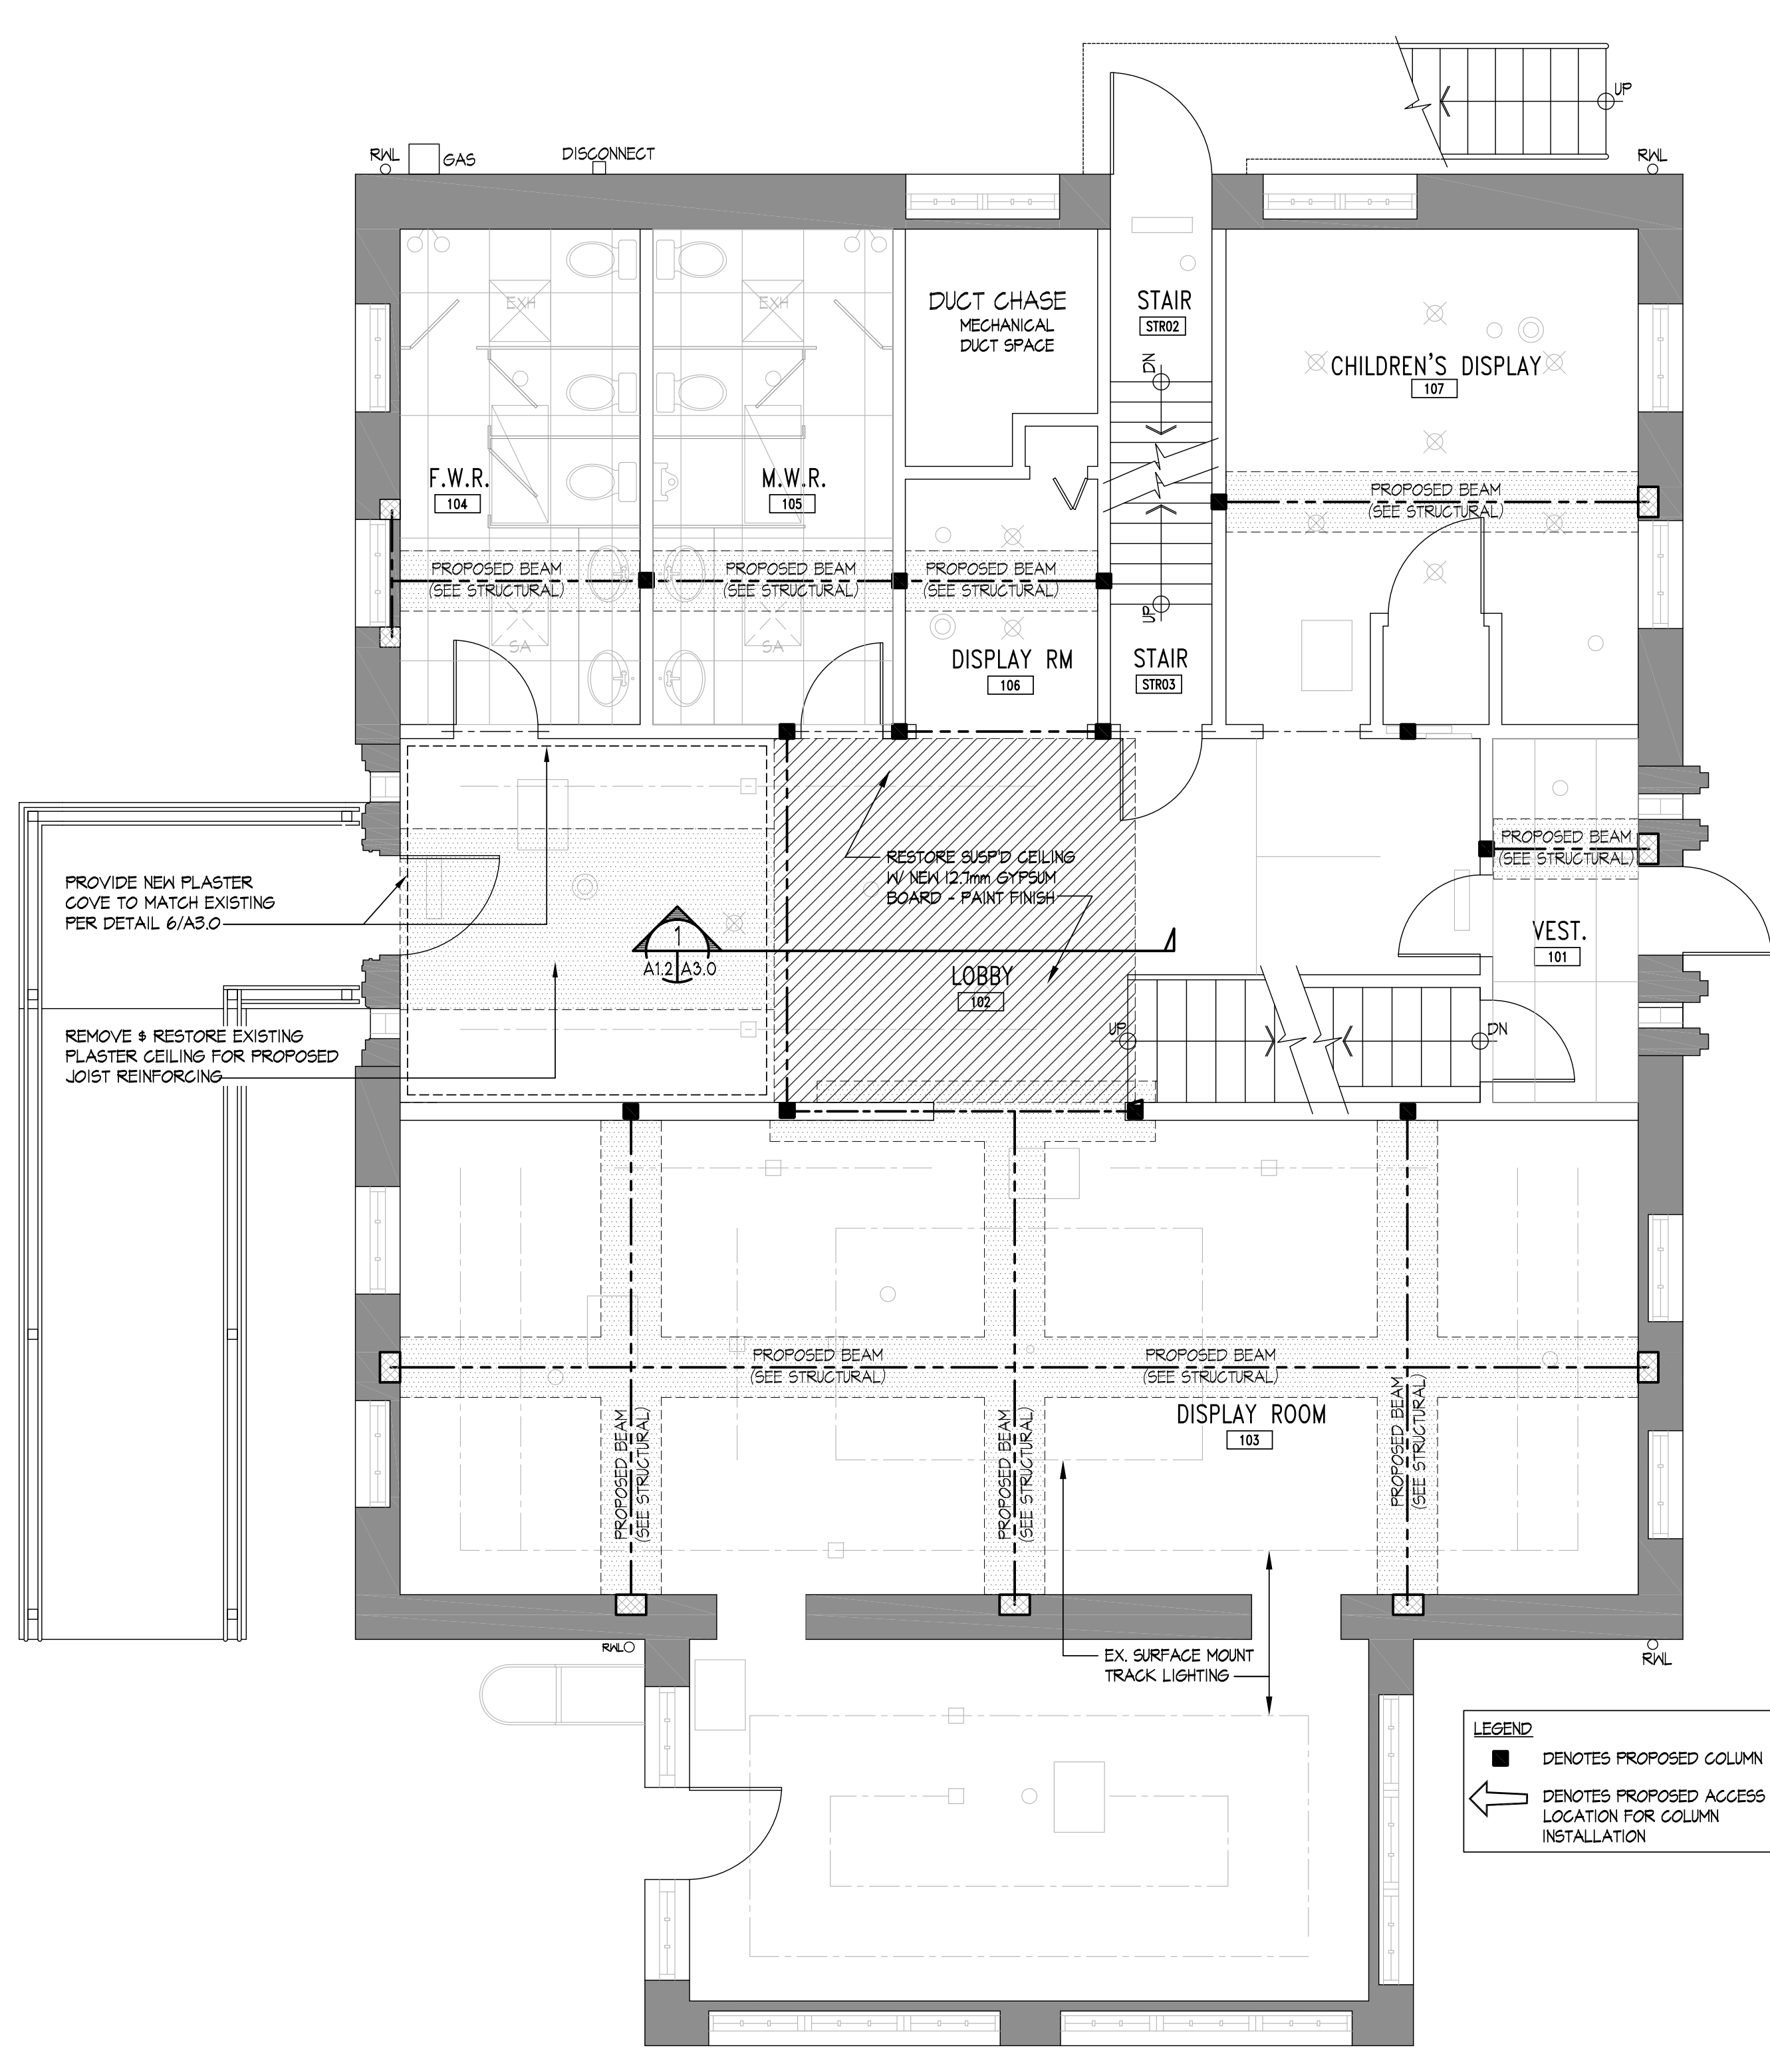 UP
RWL
GAS
DISCONNECT
RWL
EXH
EXH
DUCT CHASE
MECHANICAL
DUCT SPACE
STAIR
STR02
DN
CHILDREN'S DISPLAY
107
F.W.R.
104
M.W.R.
105
PROPOSED BEAM
(SEE STRUCTURAL)
PROPOSED BEAM
(SEE STRUCTURAL)
PROPOSED BEAM
(SEE STRUCTURAL)
PROPOSED BEAM
(SEE STRUCTURAL)
UP
SA
SA
DISPLAY RM
106
STAIR
STR03
PROPOSED BEAM
(SEE STRUCTURAL)
RESTORE SUSP'D CEILING
W/ NEW 12.7mm GYPSUM
BOARD - PAINT FINISH
PROVIDE NEW PLASTER
COVE TO MATCH EXISTING
PER DETAIL 6/A3.0
1
A1.2 A3.0
VEST.
101
LOBBY
102
REMOVE & RESTORE EXISTING
PLASTER CEILING FOR PROPOSED
JOIST REINFORCING
UP
DN
PROPOSED BEAM
(SEE STRUCTURAL)
PROPOSED BEAM
(SEE STRUCTURAL)
DISPLAY ROOM
103
PROPOSED BEAM
(SEE STRUCTURAL)
PROPOSED BEAM
(SEE STRUCTURAL)
PROPOSED BEAM
(SEE STRUCTURAL)
RWL
EX. SURFACE MOUNT
TRACK LIGHTING
RWL
LEGEND
DENOTES PROPOSED COLUMN
DENOTES PROPOSED ACCESS
LOCATION FOR COLUMN
INSTALLATION